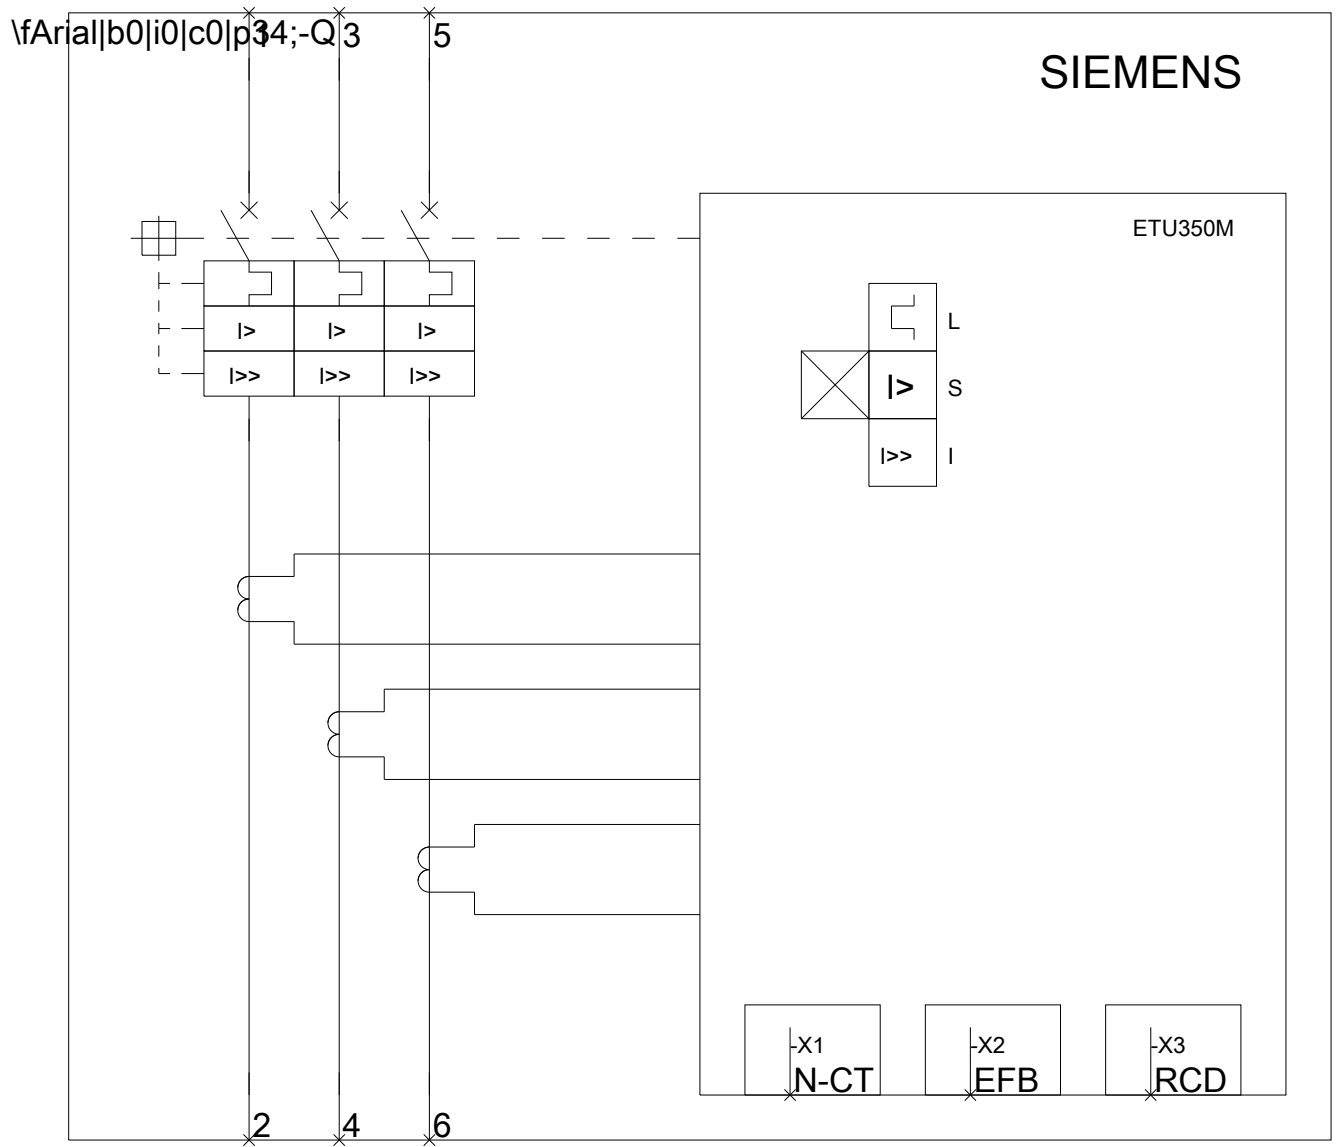 \fArial|b0|i0|c0|p34;-Q
1 3 5
SIEMENS
ETU350M
L
I> I> I> 
I>> I>> I>>
I> S
I>> I
-X1 -X2 -X3
N-CT EFB RCD
2 4 6